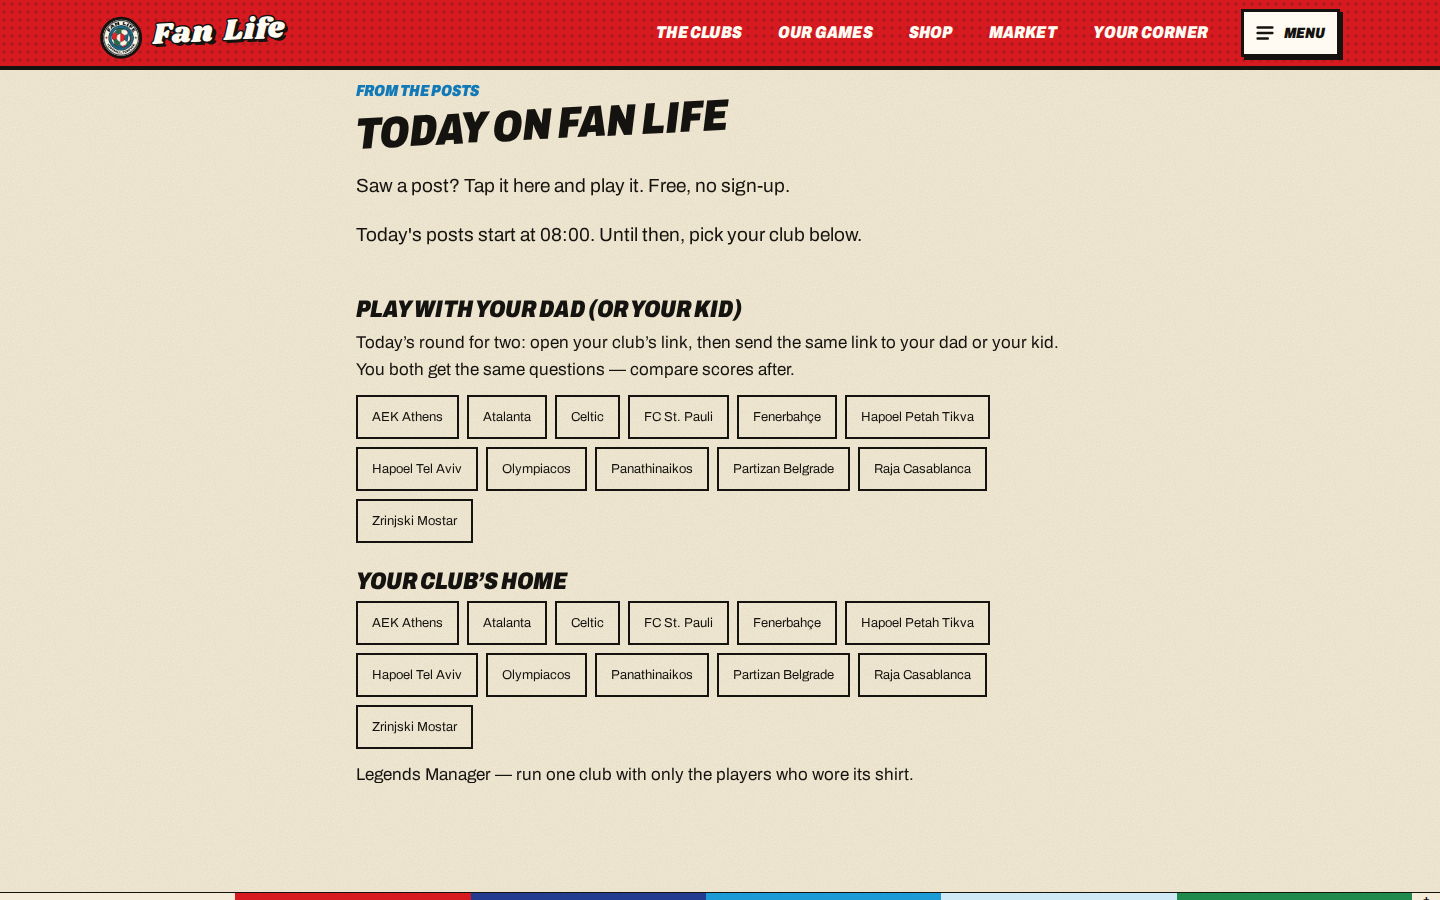 Fan Life
THE CLUBS
OUR GAMES
SHOP
MARKET
YOUR CORNER
MENU
FROM THE POSTS
TODAY ON FAN LIFE
Saw a post? Tap it here and play it. Free, no sign-up.
Today's posts start at 08:00. Until then, pick your club below.
PLAY WITH YOUR DAD (OR YOUR KID)
Today’s round for two: open your club’s link, then send the same link to your dad or your kid.
You both get the same questions — compare scores after.
AEK Athens
Atalanta
Celtic
FC St. Pauli
Fenerbahçe
Hapoel Petah Tikva
Hapoel Tel Aviv
Olympiacos
Panathinaikos
Partizan Belgrade
Raja Casablanca
Zrinjski Mostar
YOUR CLUB’S HOME
AEK Athens
Atalanta
Celtic
FC St. Pauli
Fenerbahçe
Hapoel Petah Tikva
Hapoel Tel Aviv
Olympiacos
Panathinaikos
Partizan Belgrade
Raja Casablanca
Zrinjski Mostar
Legends Manager — run one club with only the players who wore its shirt.